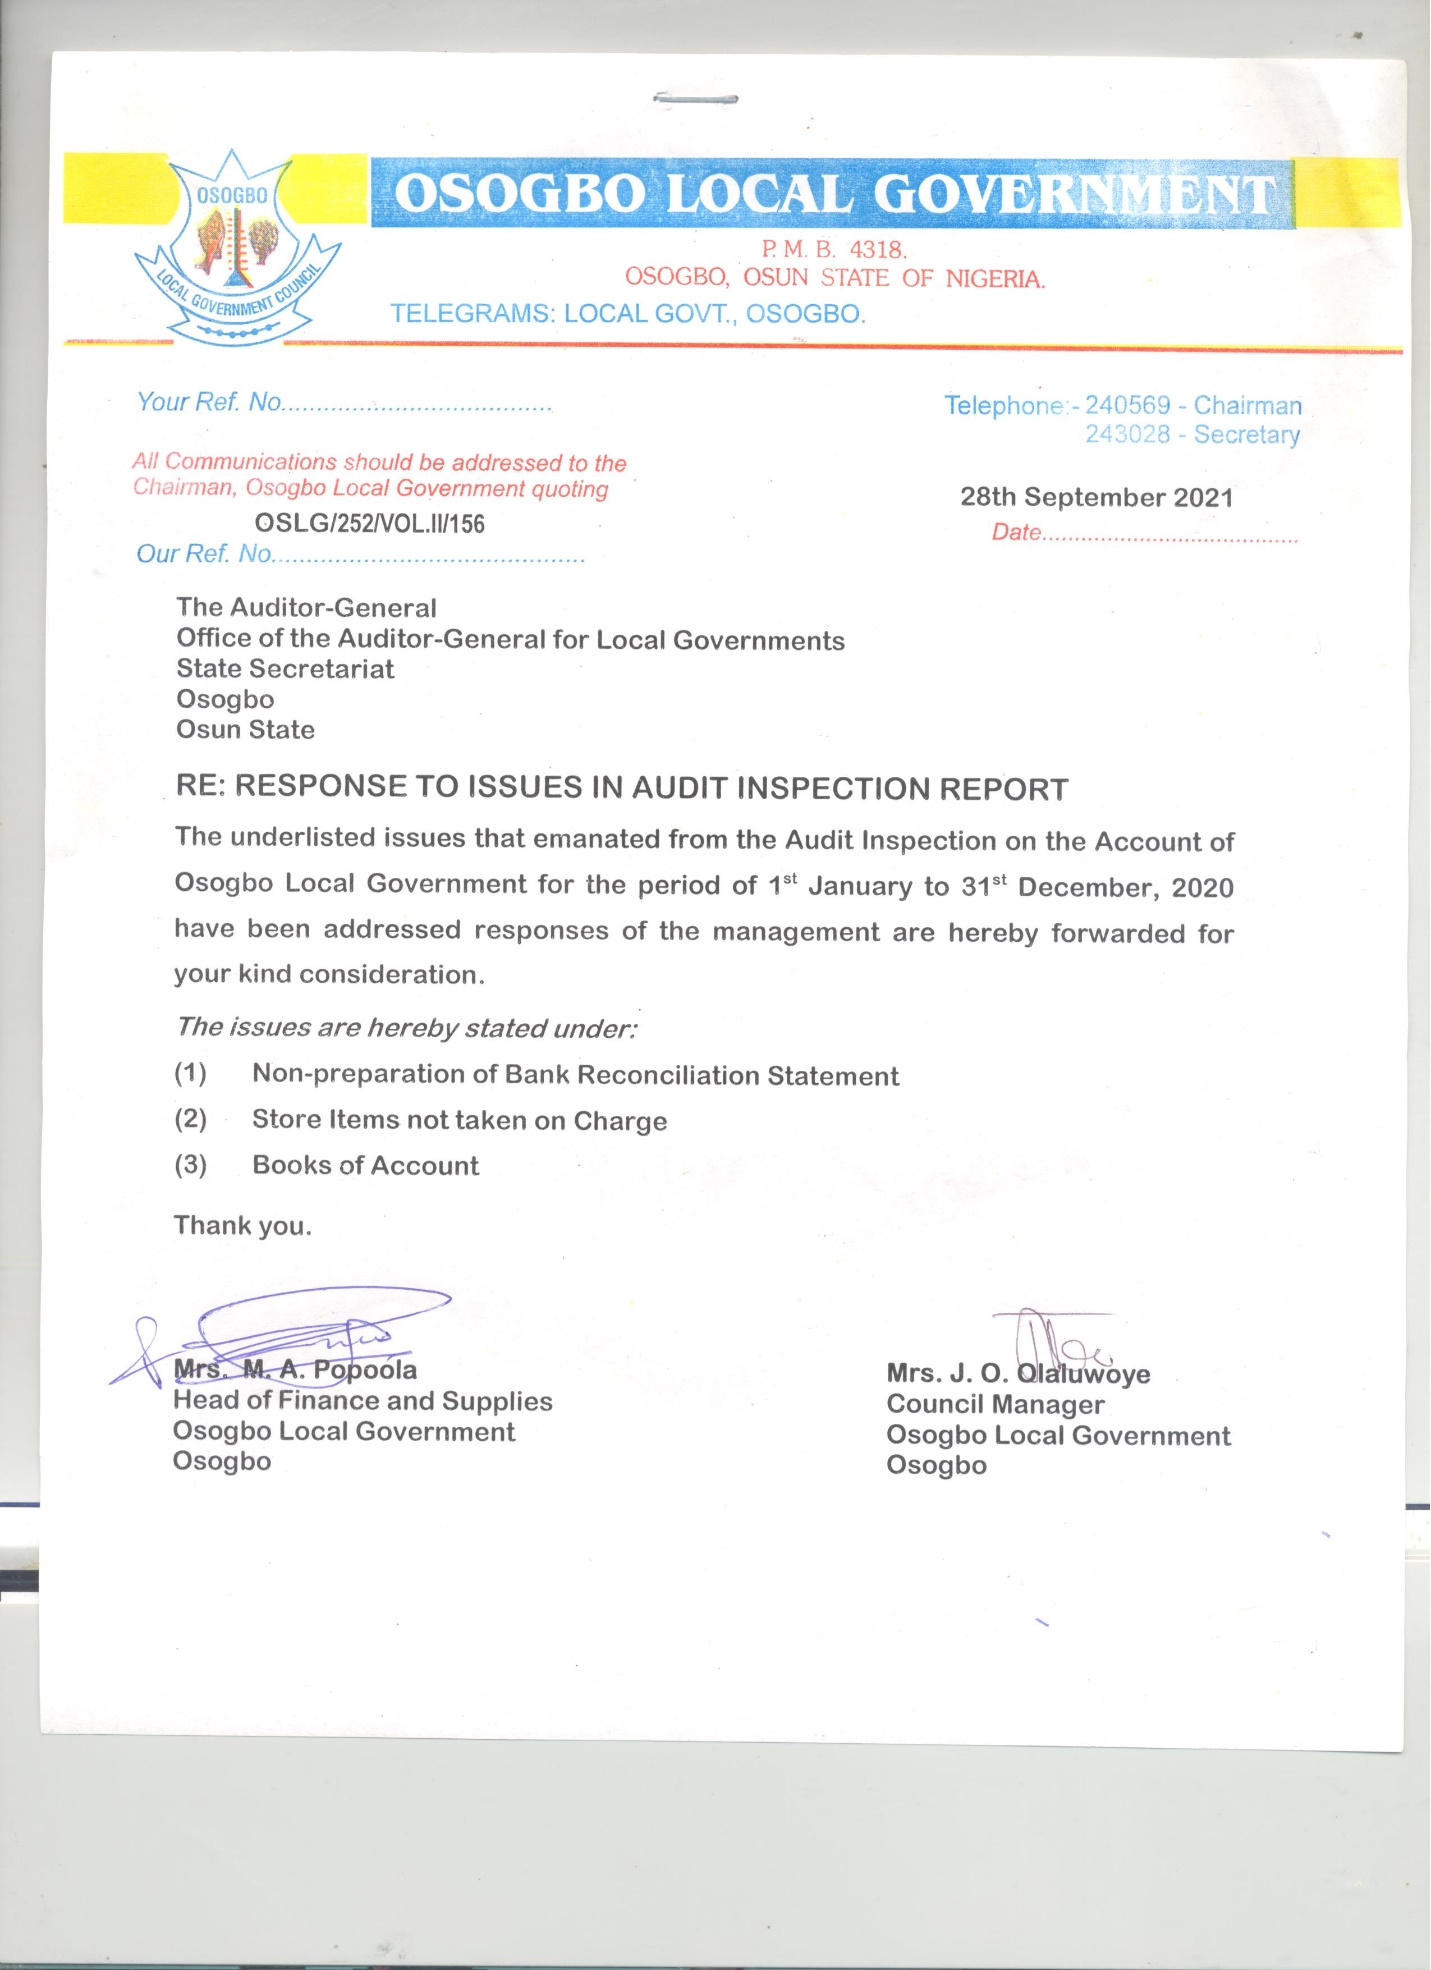 OSOGBO
LOCAL GOVERNMENT COUNCIL
OSOGBO LOCAL GOVERNMENT
P. M. B. 4318.
OSOGBO, OSUN STATE OF NIGERIA.
TELEGRAMS: LOCAL GOVT., OSOGBO.
Your Ref. No.......................................
Telephone:- 240569 - Chairman
243028 - Secretary
All Communications should be addressed to the
Chairman, Osogbo Local Government quoting
OSLG/252/VOL.II/156
Our Ref. No.............................................
28th September 2021
Date.....................................
The Auditor-General
Office of the Auditor-General for Local Governments
State Secretariat
Osogbo
Osun State
RE: RESPONSE TO ISSUES IN AUDIT INSPECTION REPORT
The underlisted issues that emanated from the Audit Inspection on the Account of
Osogbo Local Government for the period of 1st January to 31st December, 2020
have been addressed responses of the management are hereby forwarded for
your kind consideration.
The issues are hereby stated under:
(1) Non-preparation of Bank Reconciliation Statement
(2) Store Items not taken on Charge
(3) Books of Account
Thank you.
Mrs. M. A. Popoola
Head of Finance and Supplies
Osogbo Local Government
Osogbo
Mrs. J. O. Olaluwoye
Council Manager
Osogbo Local Government
Osogbo